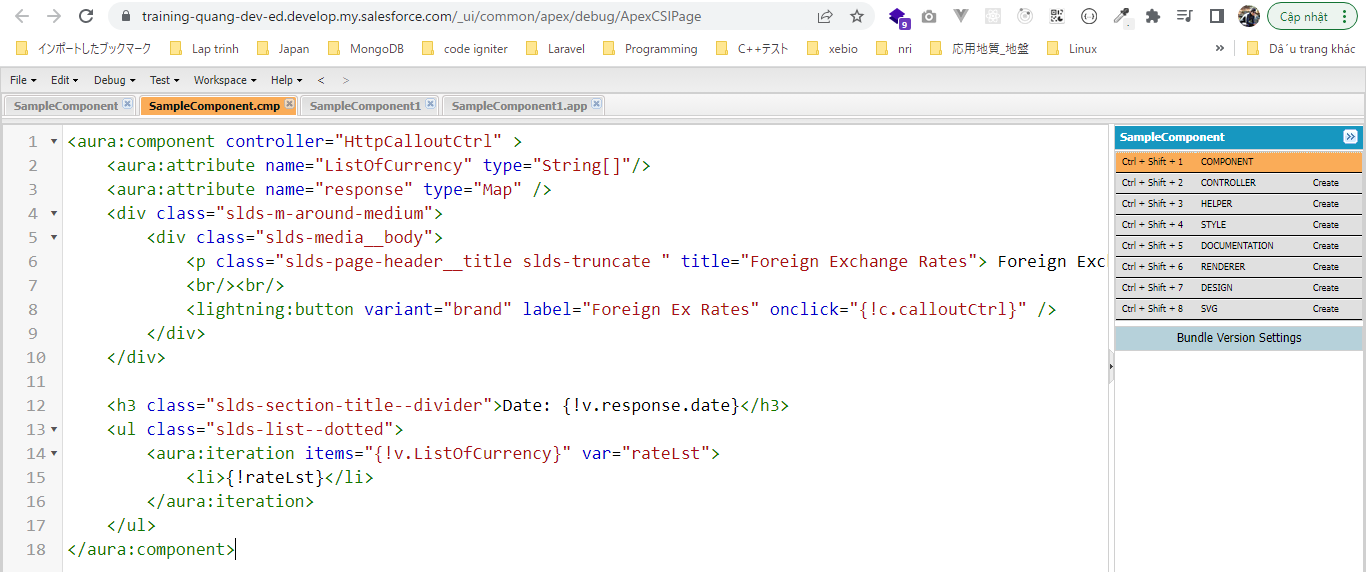 training-quang-dev-ed.develop.my.salesforce.com/_ui/common/apex/debug/ApexCSIPage
9
Cập nhật
インポートしたブックマーク Lap trinh Japan MongoDB code igniter Laravel Programming C++テスト xebio nri 応用地質_地盤 Linux » Dấu trang khác
File Edit Debug Test Workspace Help < >
SampleComponent SampleComponent.cmp SampleComponent1 SampleComponent1.app
1 <aura:component controller="HttpCalloutCtrl" >
2 <aura:attribute name="ListOfCurrency" type="String[]"/>
3 <aura:attribute name="response" type="Map" />
4 <div class="slds-m-around-medium">
5 <div class="slds-media__body">
6 <p class="slds-page-header__title slds-truncate " title="Foreign Exchange Rates"> Foreign Exc
7 <br/><br/>
8 <lightning:button variant="brand" label="Foreign Ex Rates" onclick="{!c.calloutCtrl}" />
9 </div>
10 </div>
11
12 <h3 class="slds-section-title--divider">Date: {!v.response.date}</h3>
13 <ul class="slds-list--dotted">
14 <aura:iteration items="{!v.ListOfCurrency}" var="rateLst">
15 <li>{!rateLst}</li>
16 </aura:iteration>
17 </ul>
18 </aura:component>
SampleComponent
Ctrl + Shift + 1 COMPONENT
Ctrl + Shift + 2 CONTROLLER Create
Ctrl + Shift + 3 HELPER Create
Ctrl + Shift + 4 STYLE Create
Ctrl + Shift + 5 DOCUMENTATION Create
Ctrl + Shift + 6 RENDERER Create
Ctrl + Shift + 7 DESIGN Create
Ctrl + Shift + 8 SVG Create
Bundle Version Settings